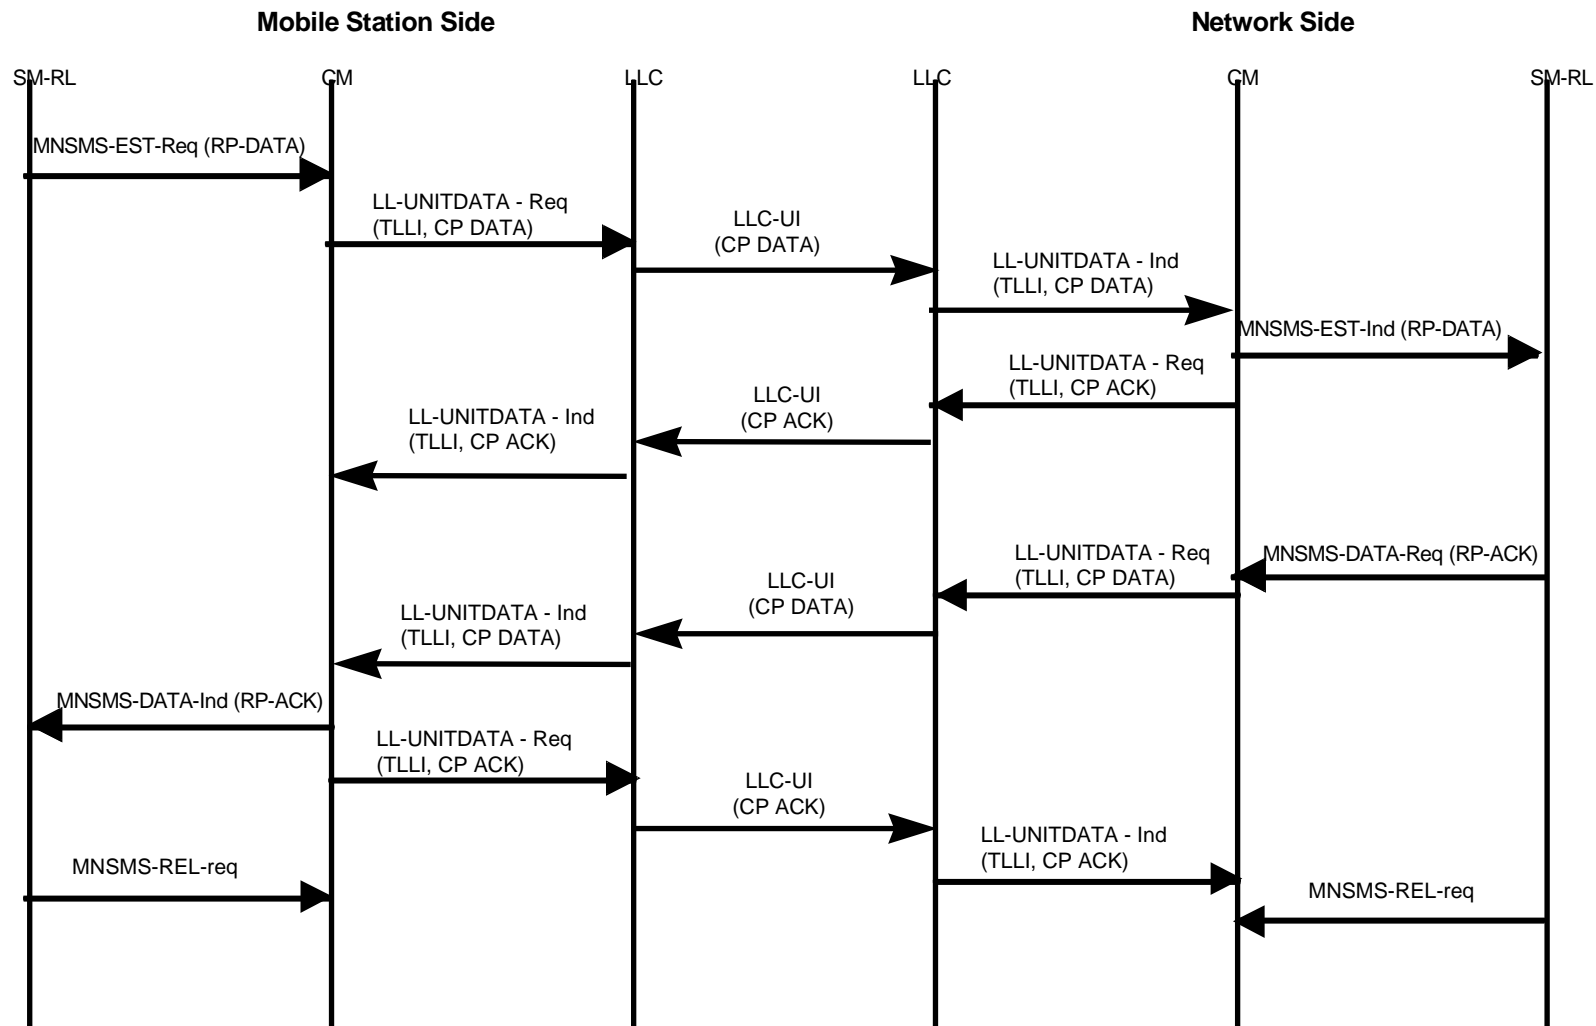 Mobile Station Side
Network Side
SM-RL
CM
LLC
LLC
CM
SM-RL
MNSMS-EST-Req (RP-DATA)
LL-UNITDATA - Req
(TLLI, CP DATA)
LLC-UI
(CP DATA)
LL-UNITDATA - Ind
(TLLI, CP DATA)
MNSMS-EST-Ind (RP-DATA)
LL-UNITDATA - Req
(TLLI, CP ACK)
LLC-UI
(CP ACK)
LL-UNITDATA - Ind
(TLLI, CP ACK)
MNSMS-DATA-Req (RP-ACK)
LL-UNITDATA - Req
(TLLI, CP DATA)
LLC-UI
(CP DATA)
LL-UNITDATA - Ind
(TLLI, CP DATA)
MNSMS-DATA-Ind (RP-ACK)
LL-UNITDATA - Req
(TLLI, CP ACK)
LLC-UI
(CP ACK)
LL-UNITDATA - Ind
(TLLI, CP ACK)
MNSMS-REL-req
MNSMS-REL-req